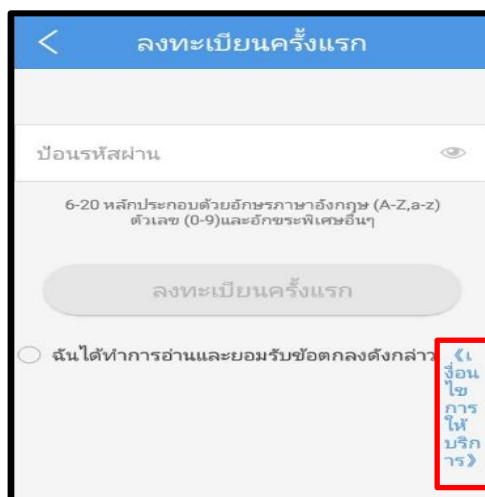 ลงทะเบียนครั้งแรก
ป้อนรหัสผ่าน
6-20 หลักประกอบด้วยอักษรภาษาอังกฤษ (A-Z,a-z)
ตัวเลข (0-9)และอักขระพิเศษอื่นๆ
ลงทะเบียนครั้งแรก
ฉันได้ทำการอ่านและยอมรับข้อตกลงดังกล่าว
《เ
งื่อน
ไข
การ
ให้
บริก
าร》